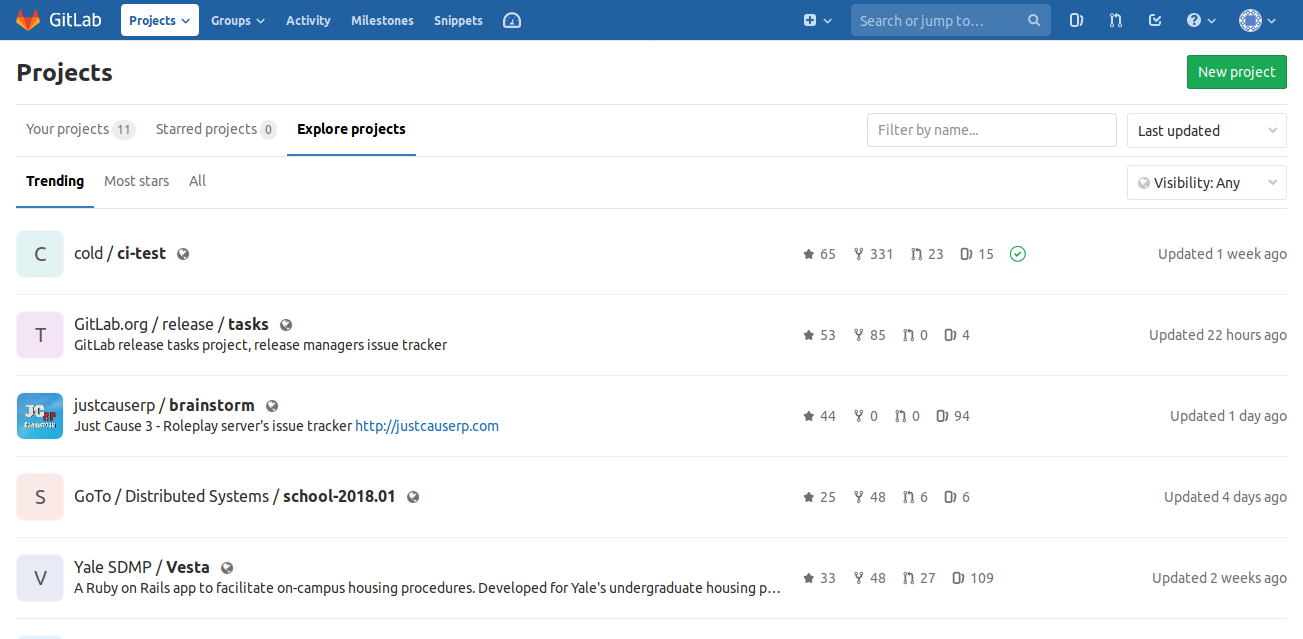 GitLab Projects Groups Activity Milestones Snippets Search or jump to…
Projects New project
Your projects 11 Starred projects 0 Explore projects Filter by name... Last updated
Trending Most stars All Visibility: Any
C cold / ci-test 65 331 23 15 Updated 1 week ago
T GitLab.org / release / tasks 53 85 0 4 Updated 22 hours ago
GitLab release tasks project, release managers issue tracker
JC RP BRAINSTORM justcauserp / brainstorm 44 0 0 94 Updated 1 day ago
Just Cause 3 - Roleplay server's issue tracker http://justcauserp.com
S GoTo / Distributed Systems / school-2018.01 25 48 6 6 Updated 4 days ago
V Yale SDMP / Vesta 33 48 27 109 Updated 2 weeks ago
A Ruby on Rails app to facilitate on-campus housing procedures. Developed for Yale's undergraduate housing p…